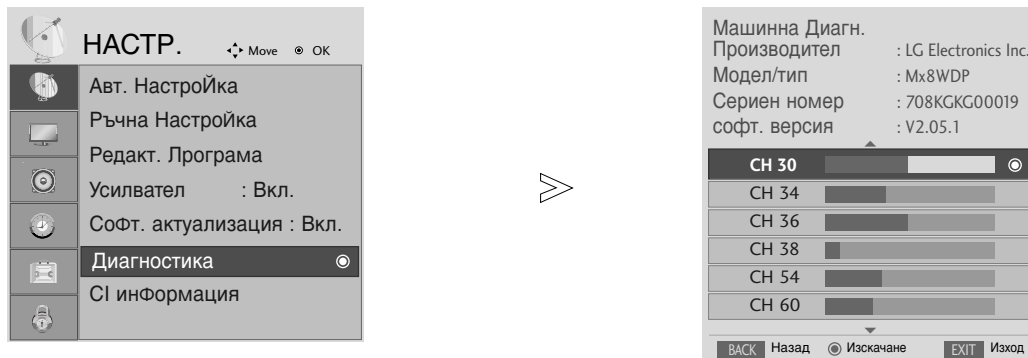 НАСТР. Move OK
Авт. НастроЙка
Ръчна НастроЙка
Редакт. Лрограма
Усилвател : Вкл.
СоФт. актуализация : Вкл.
Диагностика
CI инФормация
Машинна Диагн.
Производител : LG Electronics Inc.
Модел/тип : Mx8WDP
Сериен номер : 708KGKG00019
софт. версия : V2.05.1
CH 30
CH 34
CH 36
CH 38
CH 54
CH 60
BACK Назад Изскачане EXIT Изход